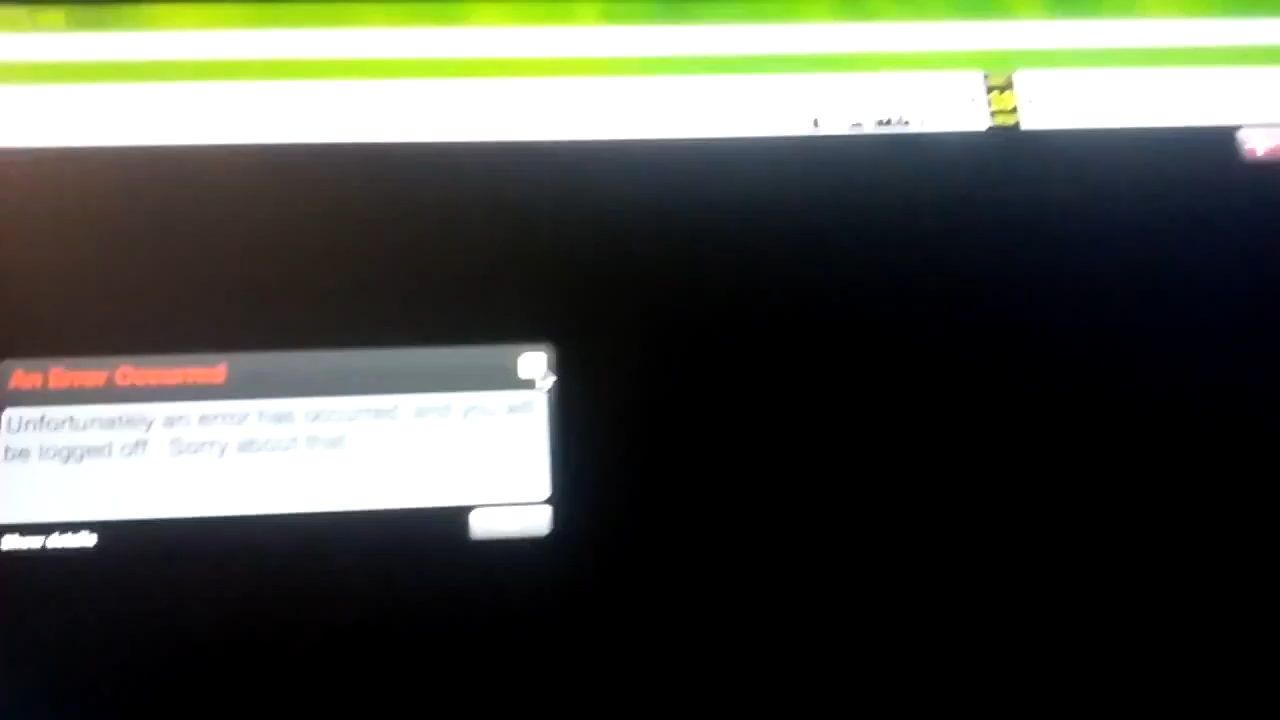 An Error Occurred
Unfortunately an error has occurred, and you will
be logged off. Sorry about that.
Show details